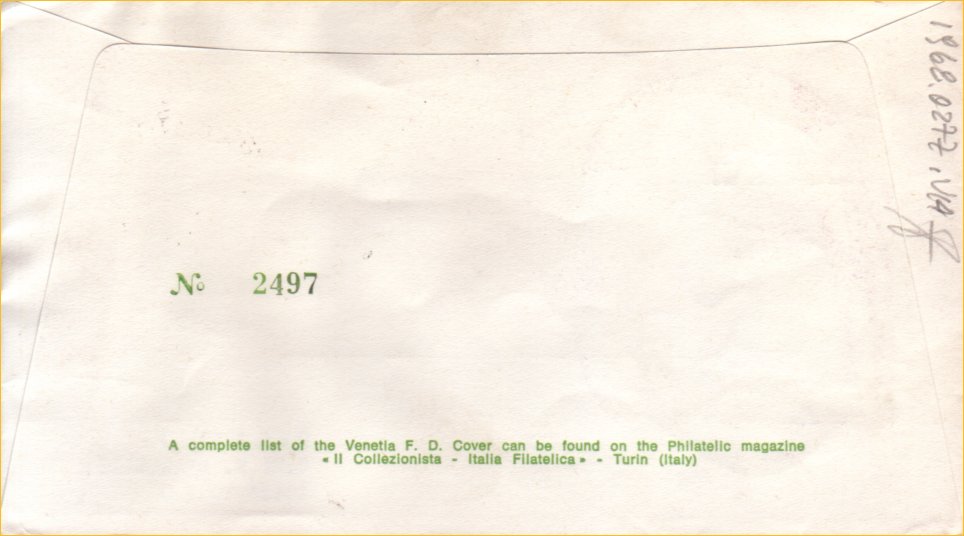 № 2497
A complete list of the Venetia F. D. Cover can be found on the Philatelic magazine
« Il Collezionista - Italia Filatelica » - Turin (Italy)
1968.0277.